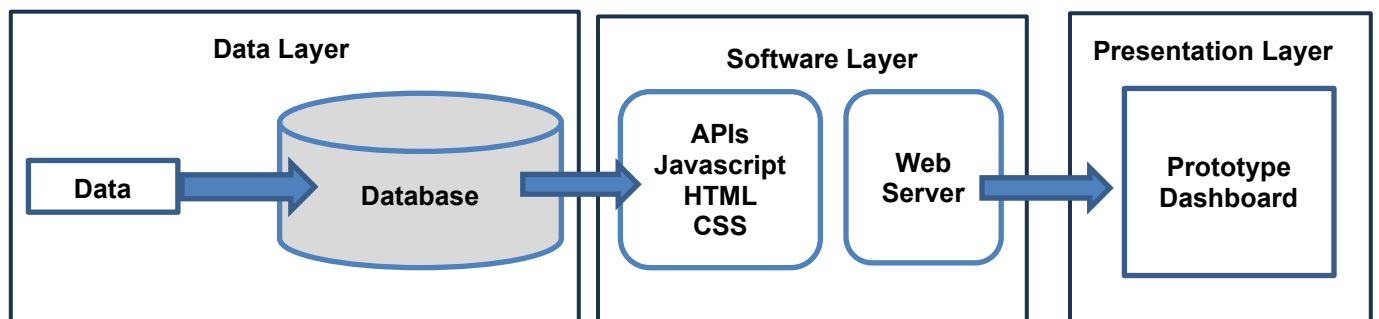 Data Layer
Data
Database
Software Layer
APIs
Javascript
HTML
CSS
Web
Server
Presentation Layer
Prototype
Dashboard